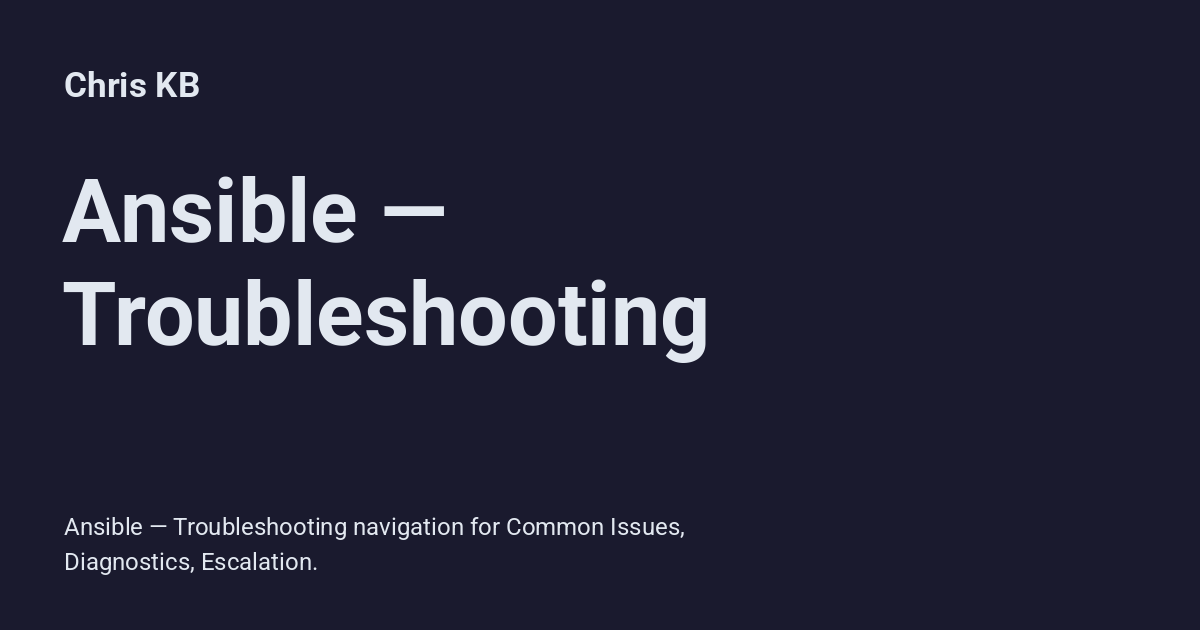 Chris KB
Ansible —
Troubleshooting
Ansible — Troubleshooting navigation for Common Issues,
Diagnostics, Escalation.